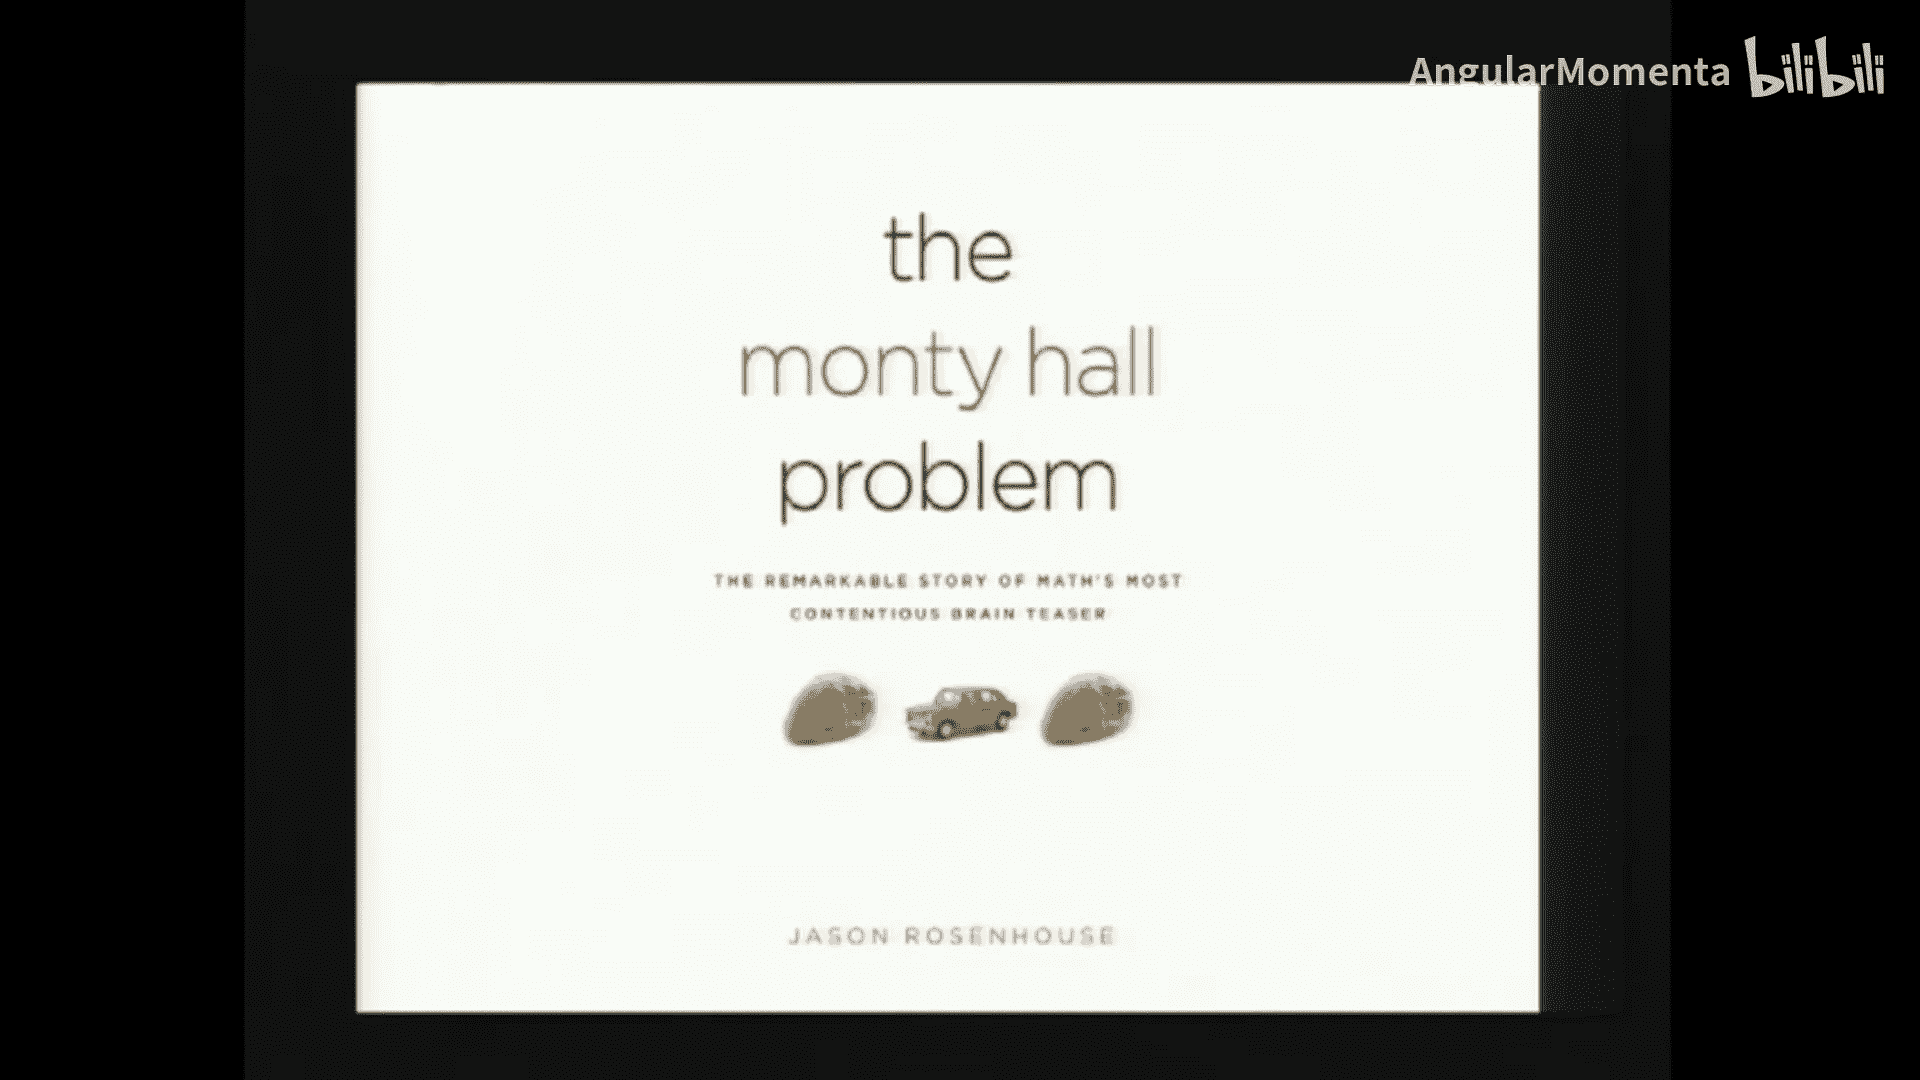 AngularMomenta bilibili
the
monty hall
problem
THE REMARKABLE STORY OF MATH'S MOST
CONTENTIOUS BRAIN TEASER
JASON ROSENHOUSE